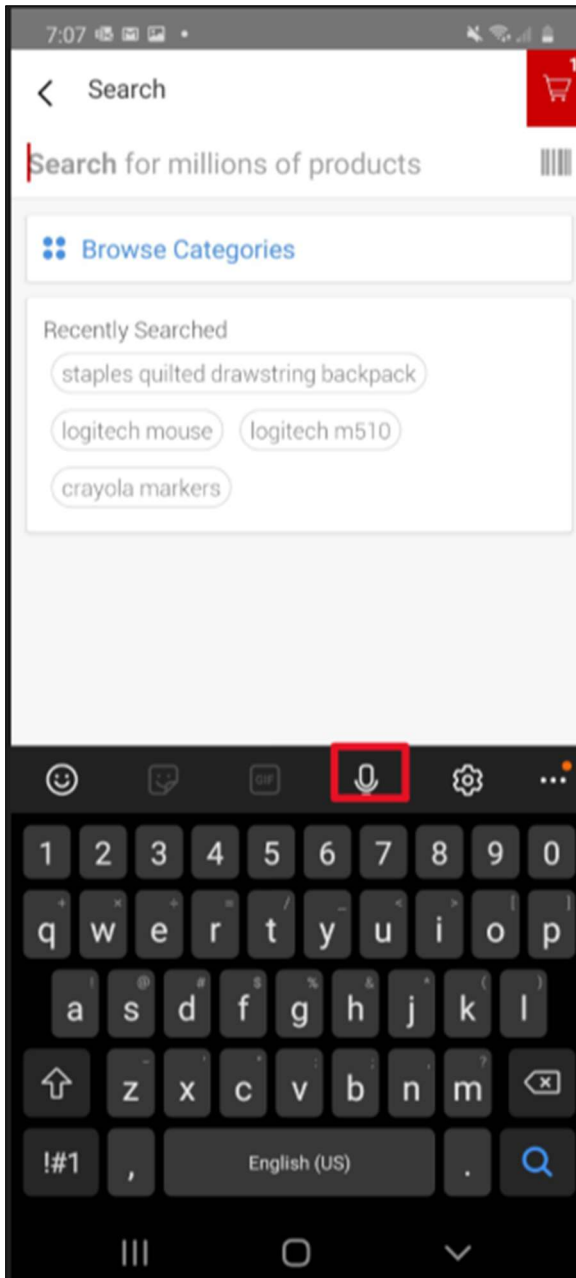 7:07
Search
1
Search for millions of products
Browse Categories
Recently Searched
staples quilted drawstring backpack
logitech mouse logitech m510
crayola markers
GIF
1 2 3 4 5 6 7 8 9 0
+ × ÷ = / _ < > [ ]
q w e r t y u i o p
! @ # $ % & * ( )
a s d f g h j k l
- ' " : ; , ?
z x c v b n m
!#1 , English (US) .